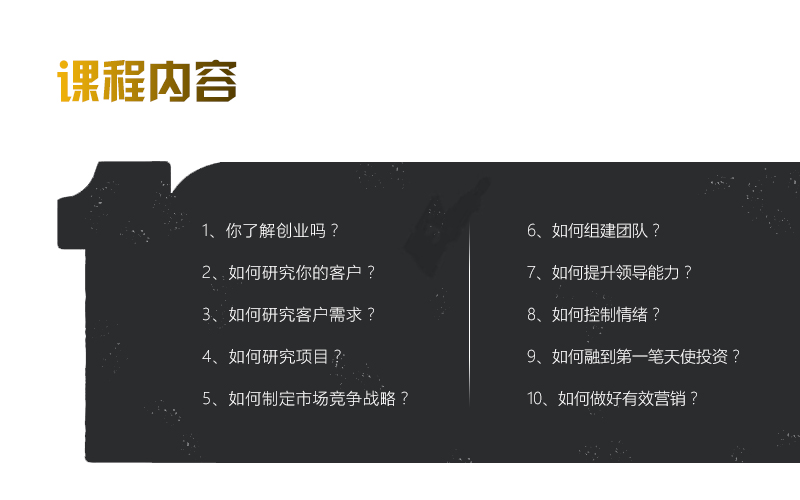 课程内容
1、你了解创业吗？
2、如何研究你的客户？
3、如何研究客户需求？
4、如何研究项目？
5、如何制定市场竞争战略？
6、如何组建团队？
7、如何提升领导能力？
8、如何控制情绪？
9、如何融到第一笔天使投资？
10、如何做好有效营销？